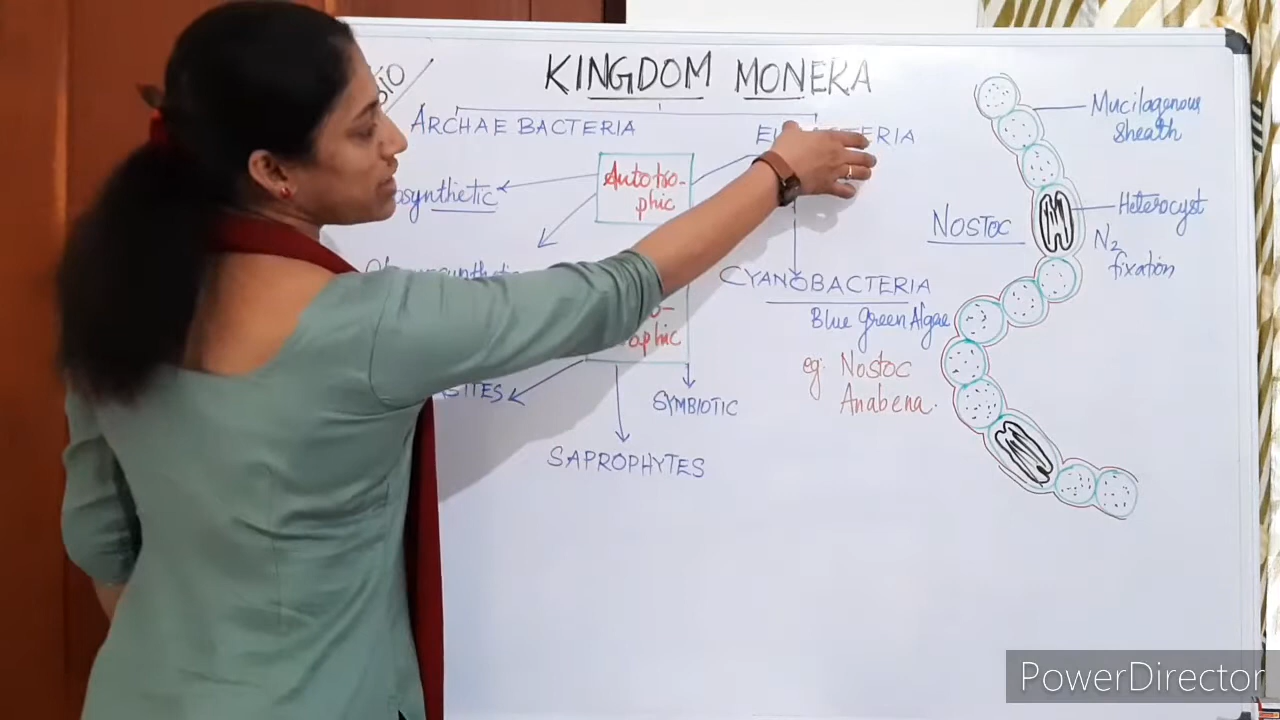 BIO
KINGDOM MONERA
ARCHAE BACTERIA
Autotro-
phic
Mucilagenous
sheath
Heterocyst
N2
fixation
NOSTOC
CYANOBACTERIA
Blue Green Algae
eg: Nostoc
Anabena.
SYMBIOTIC
SAPROPHYTES
PowerDirector